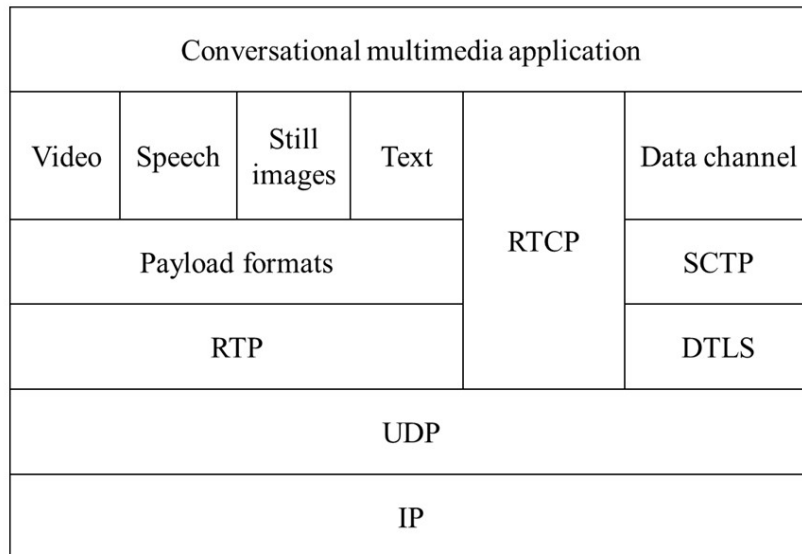 Conversational multimedia application
Video
Speech
Still
images
Text
RTCP
Data channel
Payload formats
SCTP
RTP
DTLS
UDP
IP